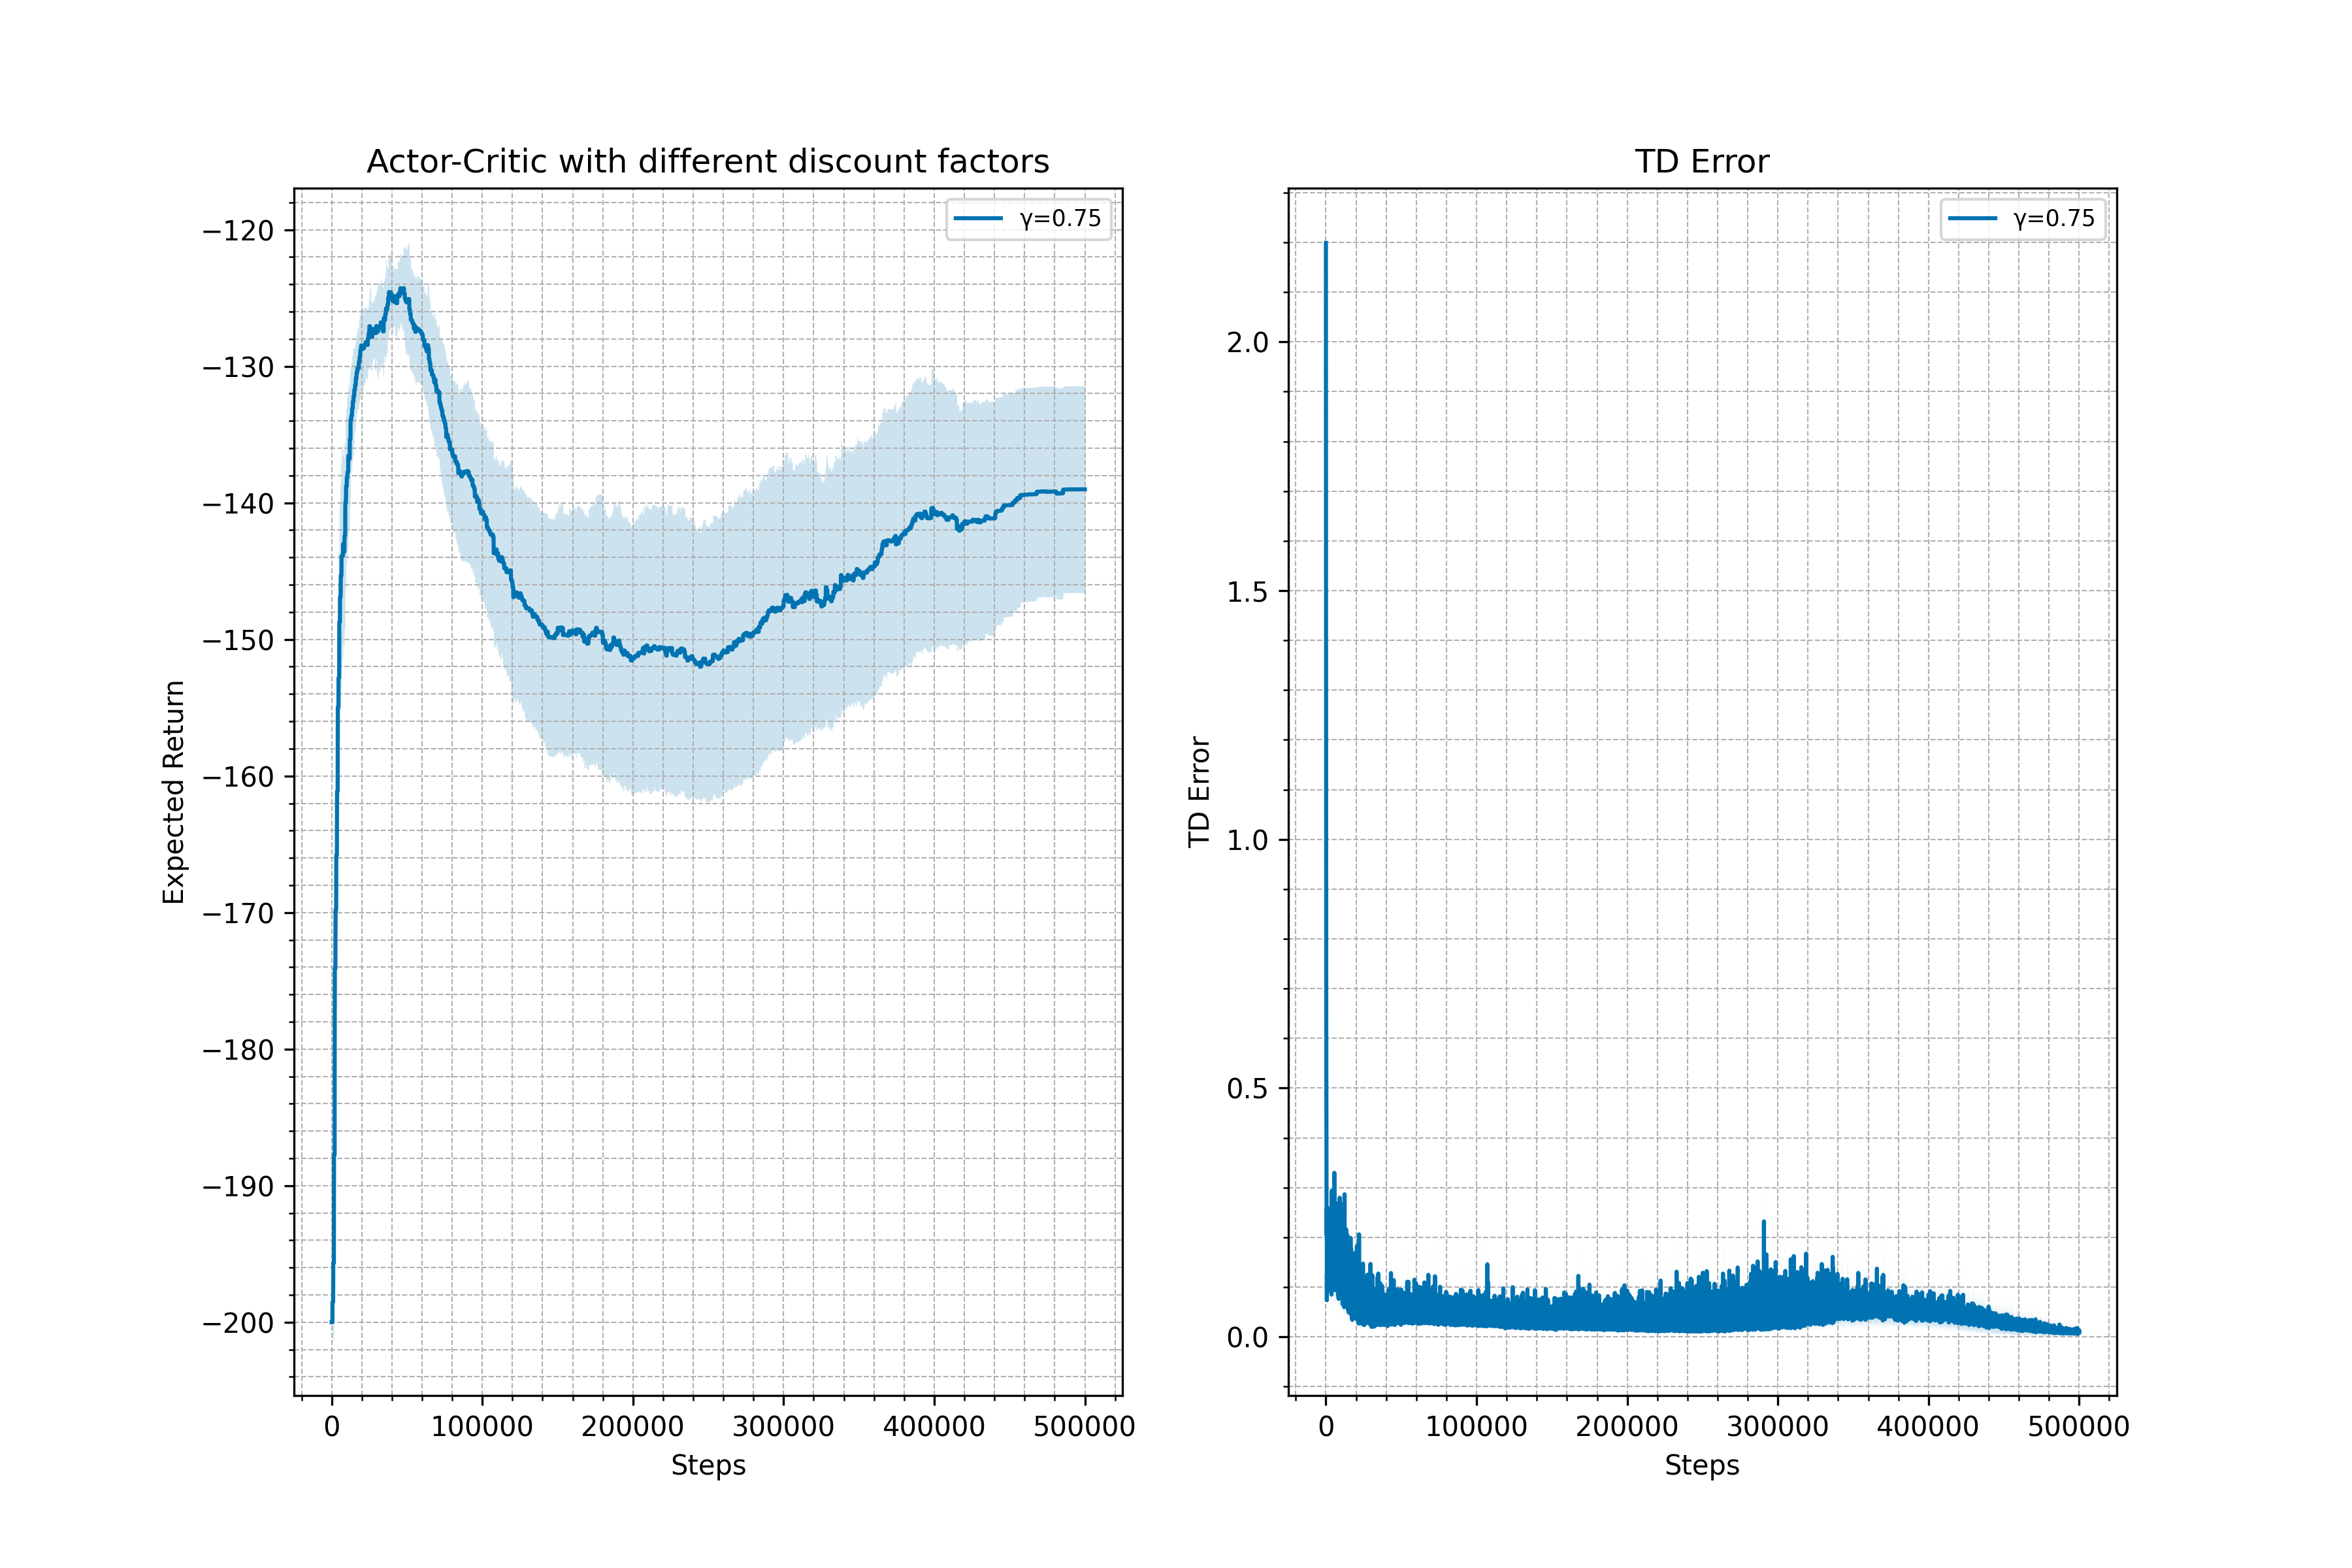 Actor-Critic with different discount factors
γ=0.75
−120
−130
−140
−150
−160
−170
−180
−190
−200
Expected Return
0 100000 200000 300000 400000 500000
Steps
TD Error
γ=0.75
2.0
1.5
1.0
0.5
0.0
TD Error
0 100000 200000 300000 400000 500000
Steps